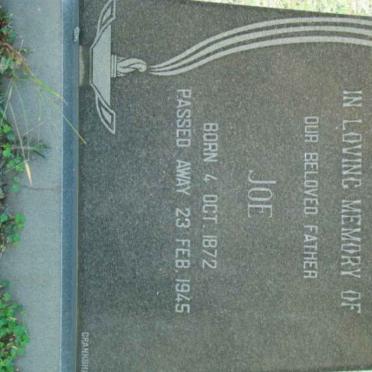 IN LOVING MEMORY OF
OUR BELOVED FATHER
JOE
BORN 4 OCT. 1872
PASSED AWAY 23 FEB. 1945